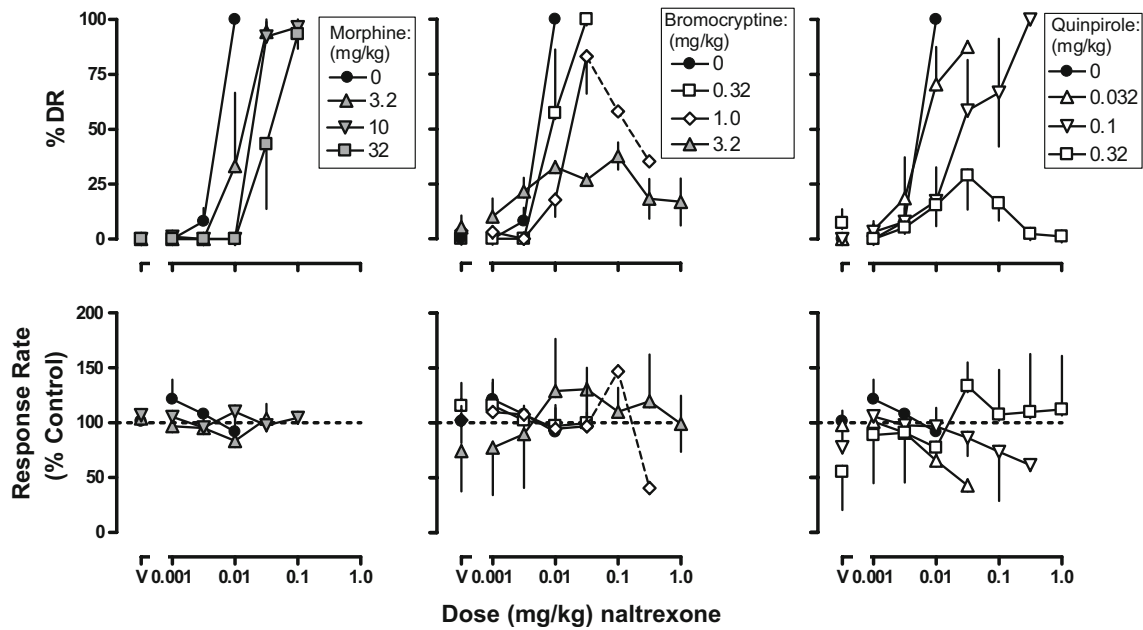 100
75
50
25
0
% DR
Morphine:
(mg/kg)
0
3.2
10
32
Bromocryptine:
(mg/kg)
0
0.32
1.0
3.2
Quinpirole:
(mg/kg)
0
0.032
0.1
0.32
200
150
100
50
0
Response Rate
(% Control)
V 0.001 0.01 0.1 1.0
V 0.001 0.01 0.1 1.0
V 0.001 0.01 0.1 1.0
Dose (mg/kg) naltrexone